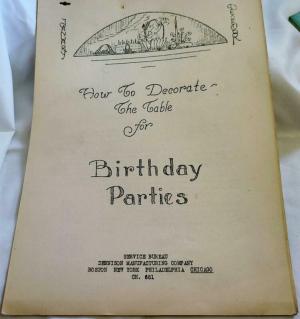 How To Decorate
The Table
for
Birthday
Parties
SERVICE BUREAU
DENNISON MANUFACTURING COMPANY
BOSTON NEW YORK PHILADELPHIA CHICAGO
CH. 651